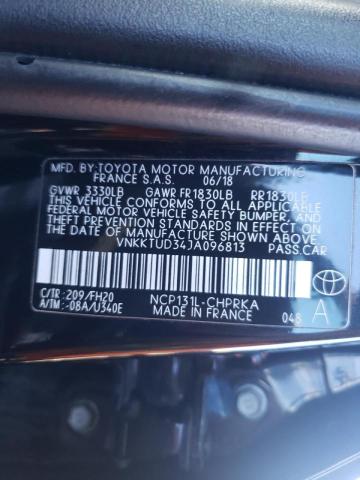 MFD. BY: TOYOTA MOTOR MANUFACTURING
FRANCE S.A.S. 06/18
GVWR 3330LB GAWR FR1830LB RR1830LB
THIS VEHICLE CONFORMS TO ALL APPLICABLE
FEDERAL MOTOR VEHICLE SAFETY, BUMPER, AND
THEFT PREVENTION STANDARDS IN EFFECT ON
THE DATE OF MANUFACTURE SHOWN ABOVE.
VNKKTUD34JA096813 PASS.CAR
C/TR: 209/FH20 NCP131L-CHPRKA
A/TM: -08A/U340E MADE IN FRANCE 048
TOYOTA
A